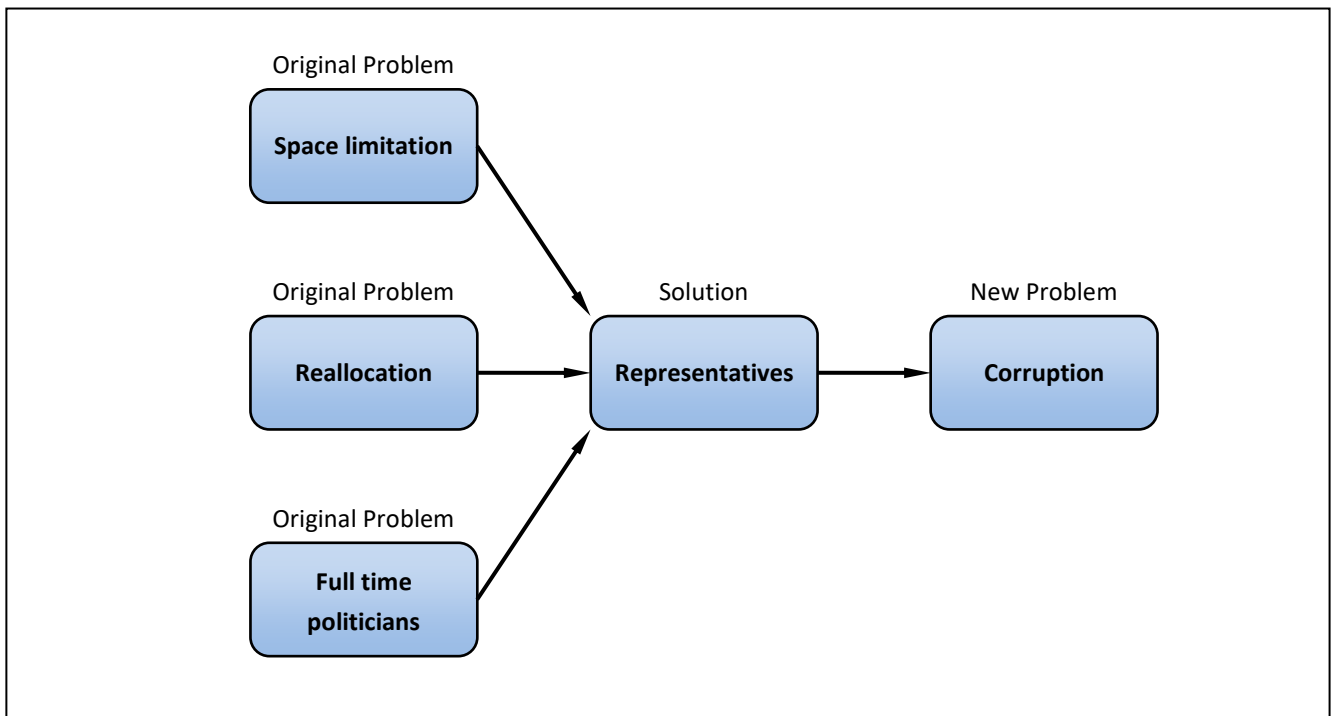 Original Problem
Space limitation
Original Problem
Reallocation
Solution
Representatives
New Problem
Corruption
Original Problem
Full time
politicians